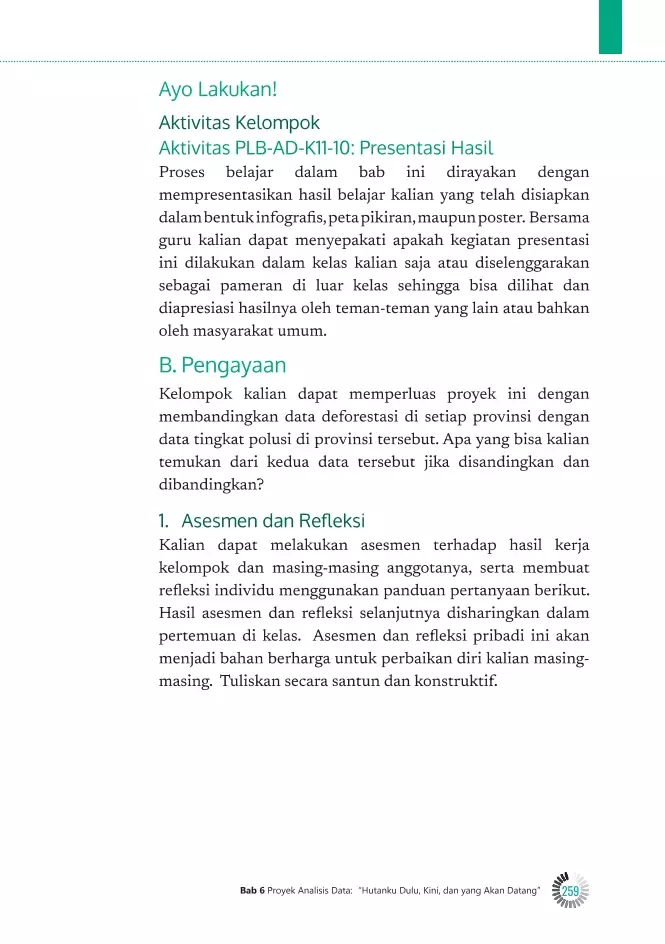 Ayo Lakukan!
Aktivitas Kelompok
Aktivitas PLB-AD-K11-10: Presentasi Hasil
Proses belajar dalam bab ini dirayakan dengan
mempresentasikan hasil belajar kalian yang telah disiapkan
dalam bentuk infografis, peta pikiran, maupun poster. Bersama
guru kalian dapat menyepakati apakah kegiatan presentasi
ini dilakukan dalam kelas kalian saja atau diselenggarakan
sebagai pameran di luar kelas sehingga bisa dilihat dan
diapresiasi hasilnya oleh teman-teman yang lain atau bahkan
oleh masyarakat umum.
B. Pengayaan
Kelompok kalian dapat memperluas proyek ini dengan
membandingkan data deforestasi di setiap provinsi dengan
data tingkat polusi di provinsi tersebut. Apa yang bisa kalian
temukan dari kedua data tersebut jika disandingkan dan
dibandingkan?
1. Asesmen dan Refleksi
Kalian dapat melakukan asesmen terhadap hasil kerja
kelompok dan masing-masing anggotanya, serta membuat
refleksi individu menggunakan panduan pertanyaan berikut.
Hasil asesmen dan refleksi selanjutnya disharingkan dalam
pertemuan di kelas. Asesmen dan refleksi pribadi ini akan
menjadi bahan berharga untuk perbaikan diri kalian masing-
masing. Tuliskan secara santun dan konstruktif.
Bab 6 Proyek Analisis Data: "Hutanku Dulu, Kini, dan yang Akan Datang" 259